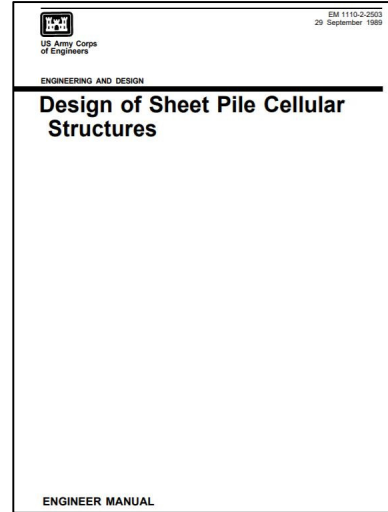 EM 1110-2-2503
29 September 1989
US Army Corps
of Engineers
ENGINEERING AND DESIGN
Design of Sheet Pile Cellular
Structures
ENGINEER MANUAL